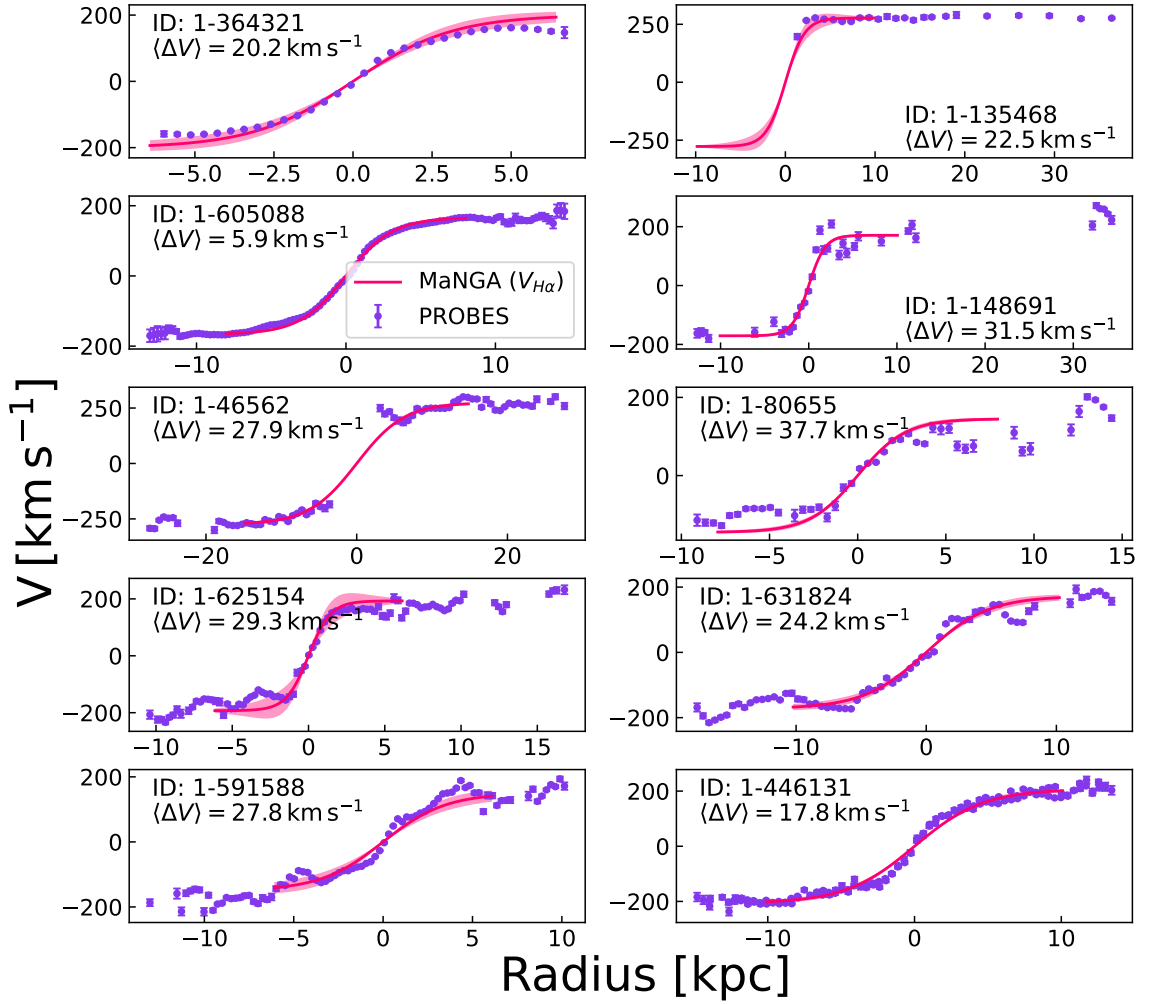 V [km s⁻¹]
ID: 1-364321
⟨ΔV⟩ = 20.2 km s⁻¹
200
0
−200
−5.0 −2.5 0.0 2.5 5.0
ID: 1-135468
⟨ΔV⟩ = 22.5 km s⁻¹
250
0
−250
−10 0 10 20 30
ID: 1-605088
⟨ΔV⟩ = 5.9 km s⁻¹
MaNGA (V_{Hα})
PROBES
200
0
−200
−10 0 10
ID: 1-148691
⟨ΔV⟩ = 31.5 km s⁻¹
200
0
−200
−10 0 10 20 30
ID: 1-46562
⟨ΔV⟩ = 27.9 km s⁻¹
250
0
−250
−20 0 20
ID: 1-80655
⟨ΔV⟩ = 37.7 km s⁻¹
200
100
0
−100
−10 −5 0 5 10 15
ID: 1-625154
⟨ΔV⟩ = 29.3 km s⁻¹
200
0
−200
−10 −5 0 5 10 15
ID: 1-631824
⟨ΔV⟩ = 24.2 km s⁻¹
200
0
−200
−10 0 10
ID: 1-591588
⟨ΔV⟩ = 27.8 km s⁻¹
200
0
−200
−10 −5 0 5 10
ID: 1-446131
⟨ΔV⟩ = 17.8 km s⁻¹
200
0
−200
−10 0 10
Radius [kpc]